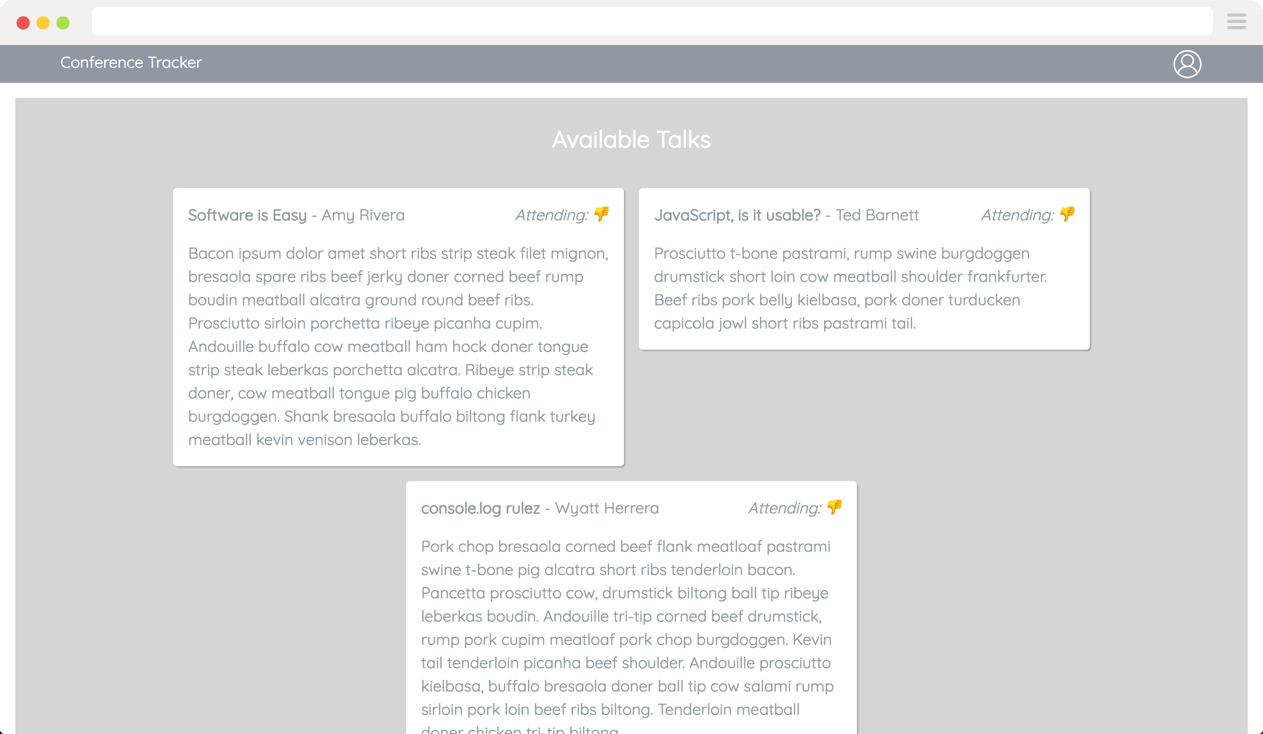 Conference Tracker
Available Talks
Software is Easy - Amy Rivera
Attending: 👎
Bacon ipsum dolor amet short ribs strip steak filet mignon,
bresaola spare ribs beef jerky doner corned beef rump
boudin meatball alcatra ground round beef ribs.
Prosciutto sirloin porchetta ribeye picanha cupim.
Andouille buffalo cow meatball ham hock doner tongue
strip steak leberkas porchetta alcatra. Ribeye strip steak
doner, cow meatball tongue pig buffalo chicken
burgdoggen. Shank bresaola buffalo biltong flank turkey
meatball kevin venison leberkas.
JavaScript, is it usable? - Ted Barnett
Attending: 👎
Prosciutto t-bone pastrami, rump swine burgdoggen
drumstick short loin cow meatball shoulder frankfurter.
Beef ribs pork belly kielbasa, pork doner turducken
capicola jowl short ribs pastrami tail.
console.log rulez - Wyatt Herrera
Attending: 👎
Pork chop bresaola corned beef flank meatloaf pastrami
swine t-bone pig alcatra short ribs tenderloin bacon.
Pancetta prosciutto cow, drumstick biltong ball tip ribeye
leberkas boudin. Andouille tri-tip corned beef drumstick,
rump pork cupim meatloaf pork chop burgdoggen. Kevin
tail tenderloin picanha beef shoulder. Andouille prosciutto
kielbasa, buffalo bresaola doner ball tip cow salami rump
sirloin pork loin beef ribs biltong. Tenderloin meatball
doner chicken tri-tip biltong.